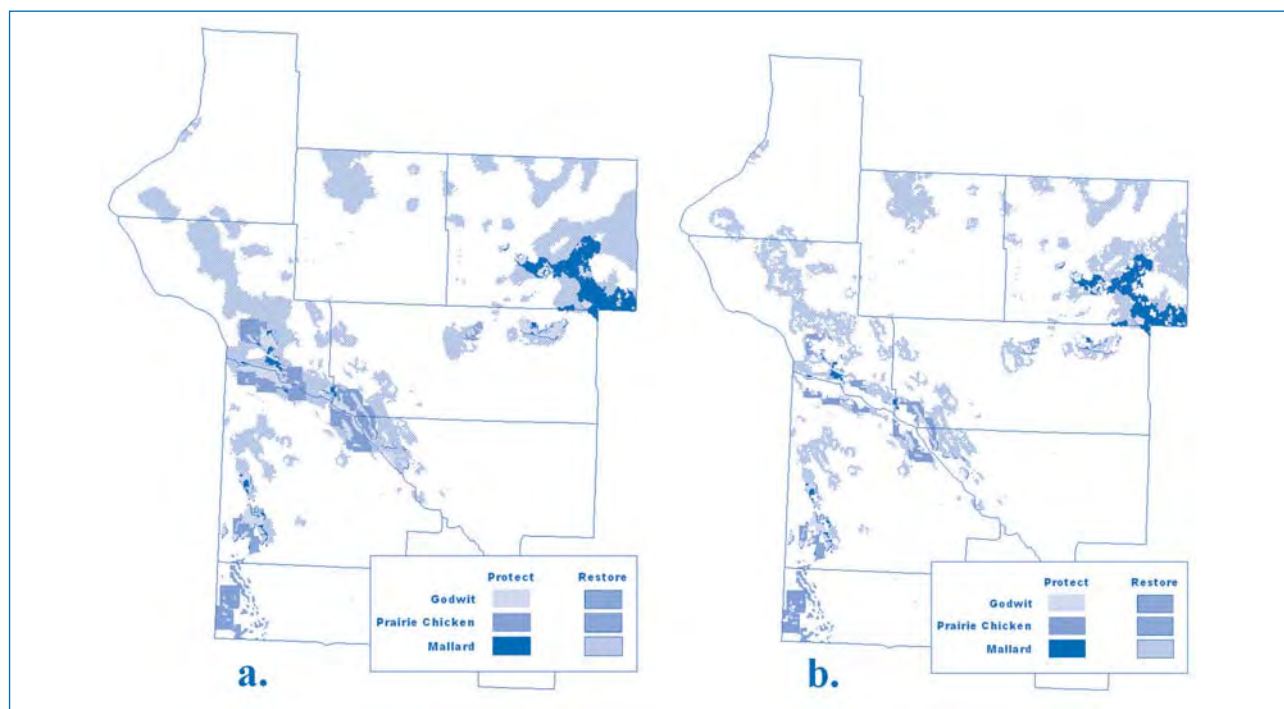 Protect Restore
Godwit
Prairie Chicken
Mallard
a.
Protect Restore
Godwit
Prairie Chicken
Mallard
b.